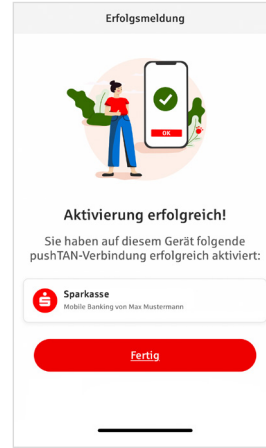 Erfolgsmeldung
OK
Aktivierung erfolgreich!
Sie haben auf diesem Gerät folgende
pushTAN-Verbindung erfolgreich aktiviert:
Sparkasse
Mobile Banking von Max Mustermann
Fertig